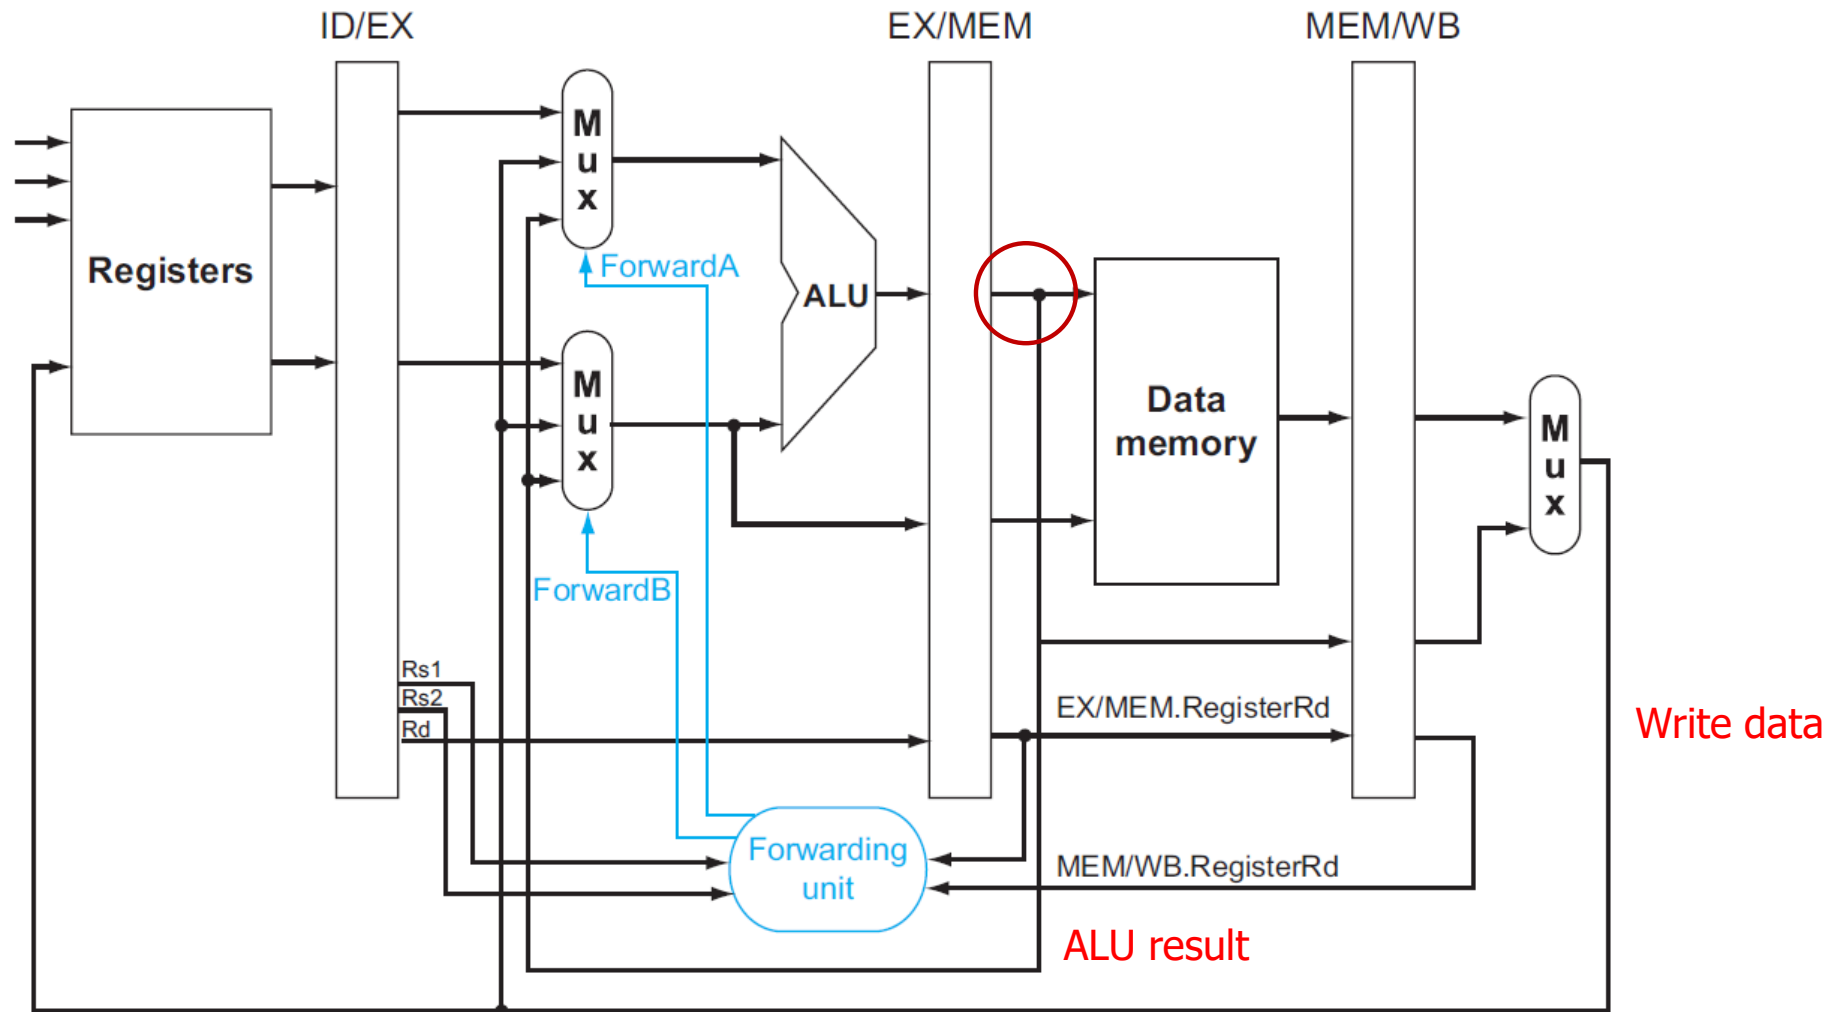 ID/EX
EX/MEM
MEM/WB
M
u
x
Registers
ForwardA
ALU
M
u
x
Data
memory
M
u
x
ForwardB
Rs1
Rs2
Rd
EX/MEM.RegisterRd
Write data
Forwarding
unit
MEM/WB.RegisterRd
ALU result